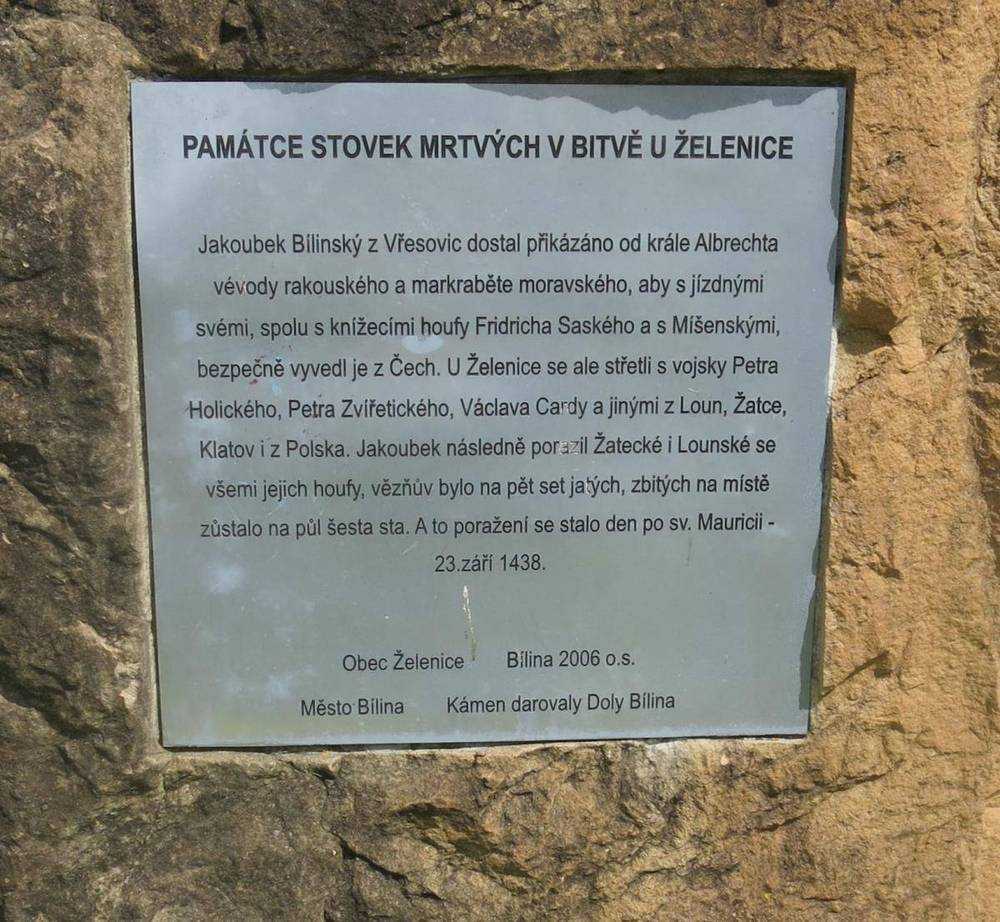 PAMÁTCE STOVEK MRTVÝCH V BITVĚ U ŽELENICE
Jakoubek Bílinský z Vřesovic dostal přikázáno od krále Albrechta
vévody rakouského a markraběte moravského, aby s jízdnými
svémi, spolu s knížecími houfy Fridricha Saského a s Míšenskými,
bezpečně vyvedl je z Čech. U Želenice se ale střetli s vojsky Petra
Holického, Petra Zvířetického, Václava Cardy a jinými z Loun, Žatce,
Klatov i z Polska. Jakoubek následně porazil Žatecké i Lounské se
všemi jejich houfy, vězňův bylo na pět set jatých, zbitých na místě
zůstalo na půl šesta sta. A to poražení se stalo den po sv. Mauricii -
23.září 1438.
Obec Želenice Bílina 2006 o.s.
Město Bílina Kámen darovaly Doly Bílina